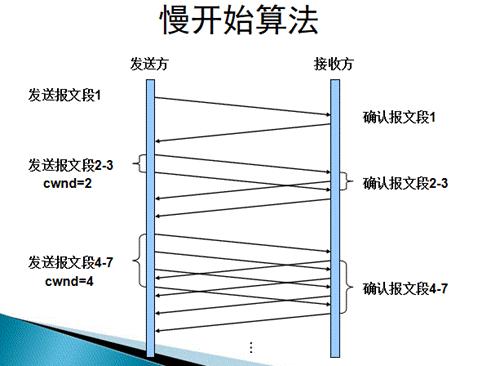 慢开始算法
发送方
接收方
发送报文段1
确认报文段1
发送报文段2-3
cwnd=2
确认报文段2-3
发送报文段4-7
cwnd=4
确认报文段4-7
⋮